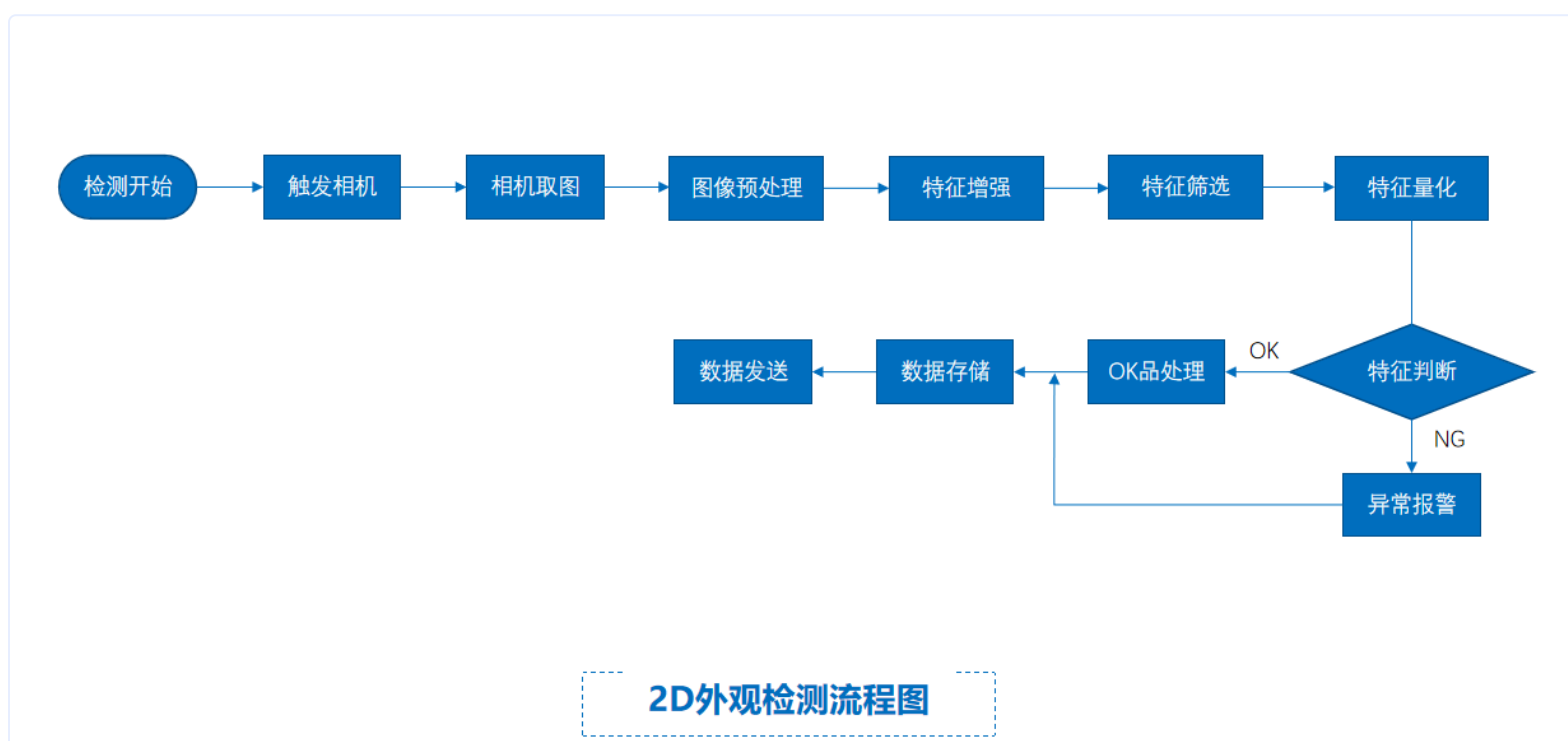 检测开始
触发相机
相机取图
图像预处理
特征增强
特征筛选
特征量化
数据发送
数据存储
OK品处理
OK
特征判断
NG
异常报警
2D外观检测流程图